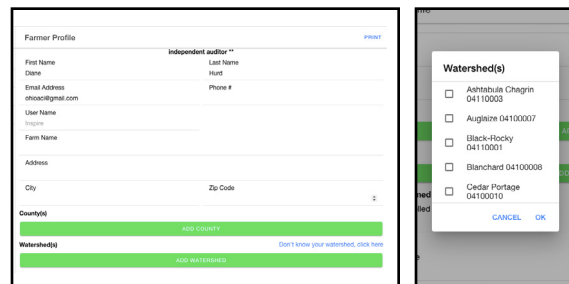 Farmer Profile
PRINT
independent auditor **
First Name
Last Name
Diane
Hurd
Email Address
Phone #
ohioaci@gmail.com
User Name
Inspire
Farm Name
Address
City
Zip Code
County(s)
ADD COUNTY
Watershed(s)
Don't know your watershed, click here
ADD WATERSHED
Watershed(s)
Ashtabula Chagrin
04110003
Auglaize 04100007
Black-Rocky
04110001
Blanchard 04100008
Cedar Portage
04100010
CANCEL
OK